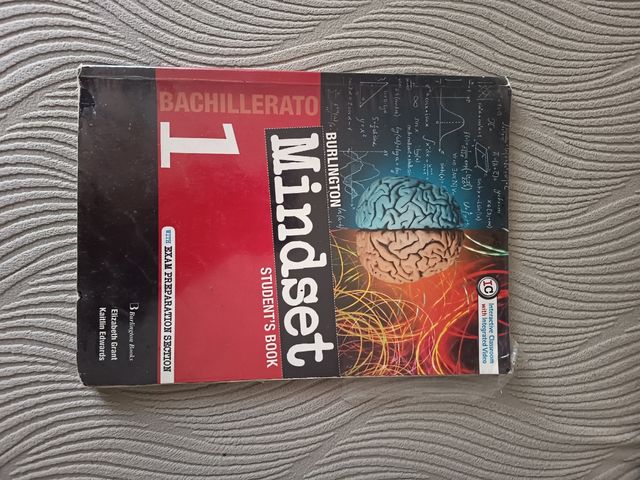 BURLINGTON
Mindset
STUDENT'S BOOK
BACHILLERATO
1
WITH EXAM PREPARATION SECTION
IC
Interactive Classroom
with Integrated Video
B Burlington Books
Elizabeth Grant
Kaitlin Edwards